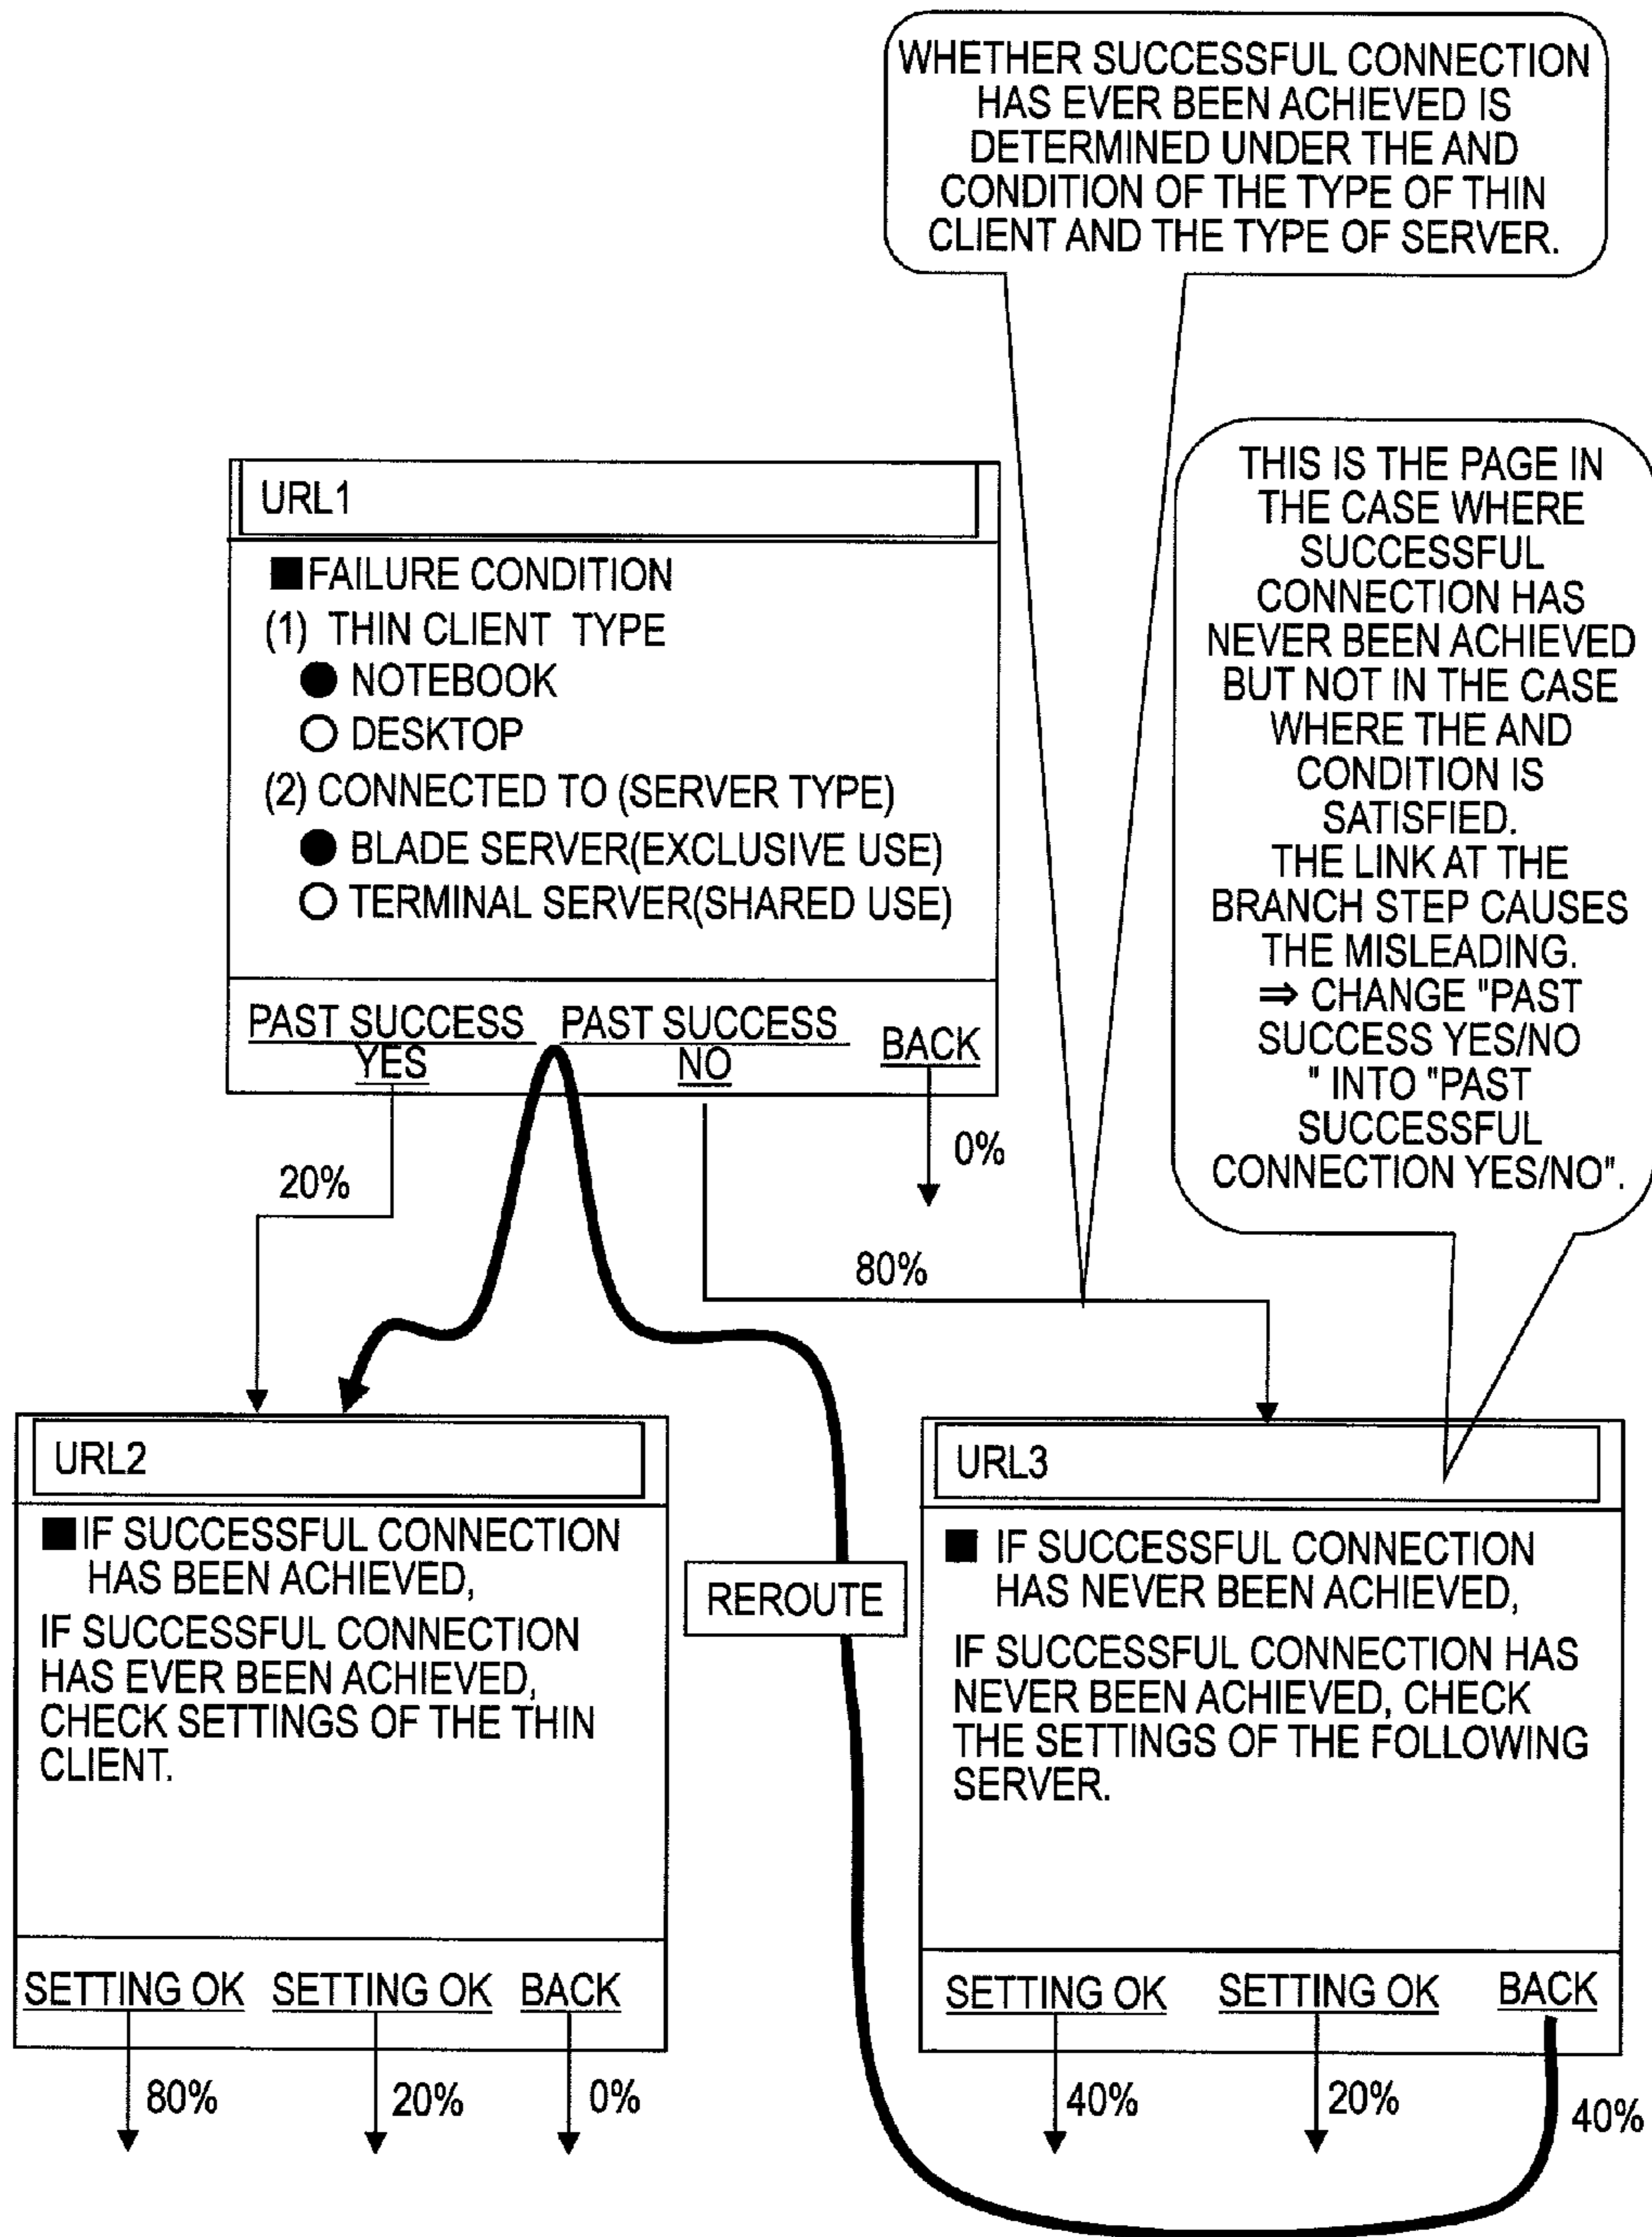 WHETHER SUCCESSFUL CONNECTION
HAS EVER BEEN ACHIEVED IS
DETERMINED UNDER THE AND
CONDITION OF THE TYPE OF THIN
CLIENT AND THE TYPE OF SERVER.
THIS IS THE PAGE IN
THE CASE WHERE
SUCCESSFUL
CONNECTION HAS
NEVER BEEN ACHIEVED
BUT NOT IN THE CASE
WHERE THE AND
CONDITION IS
SATISFIED.
THE LINK AT THE
BRANCH STEP CAUSES
THE MISLEADING.
⇒ CHANGE "PAST
SUCCESS YES/NO
" INTO "PAST
SUCCESSFUL
CONNECTION YES/NO".
URL1
■FAILURE CONDITION
(1) THIN CLIENT TYPE
● NOTEBOOK
○ DESKTOP
(2) CONNECTED TO (SERVER TYPE)
● BLADE SERVER(EXCLUSIVE USE)
○ TERMINAL SERVER(SHARED USE)
PAST SUCCESS
YES
PAST SUCCESS
NO
BACK
20%
80%
0%
URL2
■IF SUCCESSFUL CONNECTION
HAS BEEN ACHIEVED,
IF SUCCESSFUL CONNECTION
HAS EVER BEEN ACHIEVED,
CHECK SETTINGS OF THE THIN
CLIENT.
SETTING OK SETTING OK BACK
80% 20% 0%
REROUTE
URL3
■ IF SUCCESSFUL CONNECTION
HAS NEVER BEEN ACHIEVED,
IF SUCCESSFUL CONNECTION HAS
NEVER BEEN ACHIEVED, CHECK
THE SETTINGS OF THE FOLLOWING
SERVER.
SETTING OK SETTING OK BACK
40% 20% 40%